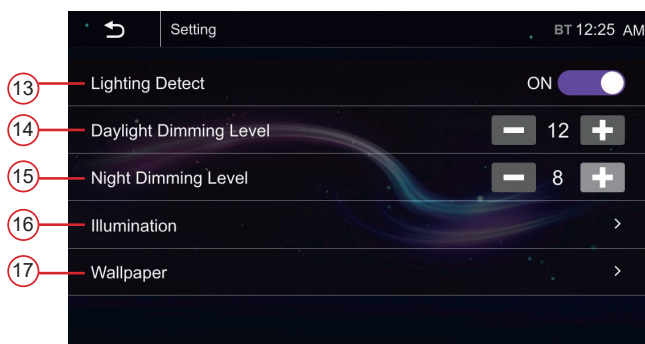 Setting BT 12:25 AM
13 Lighting Detect ON
14 Daylight Dimming Level 12
15 Night Dimming Level 8
16 Illumination >
17 Wallpaper >